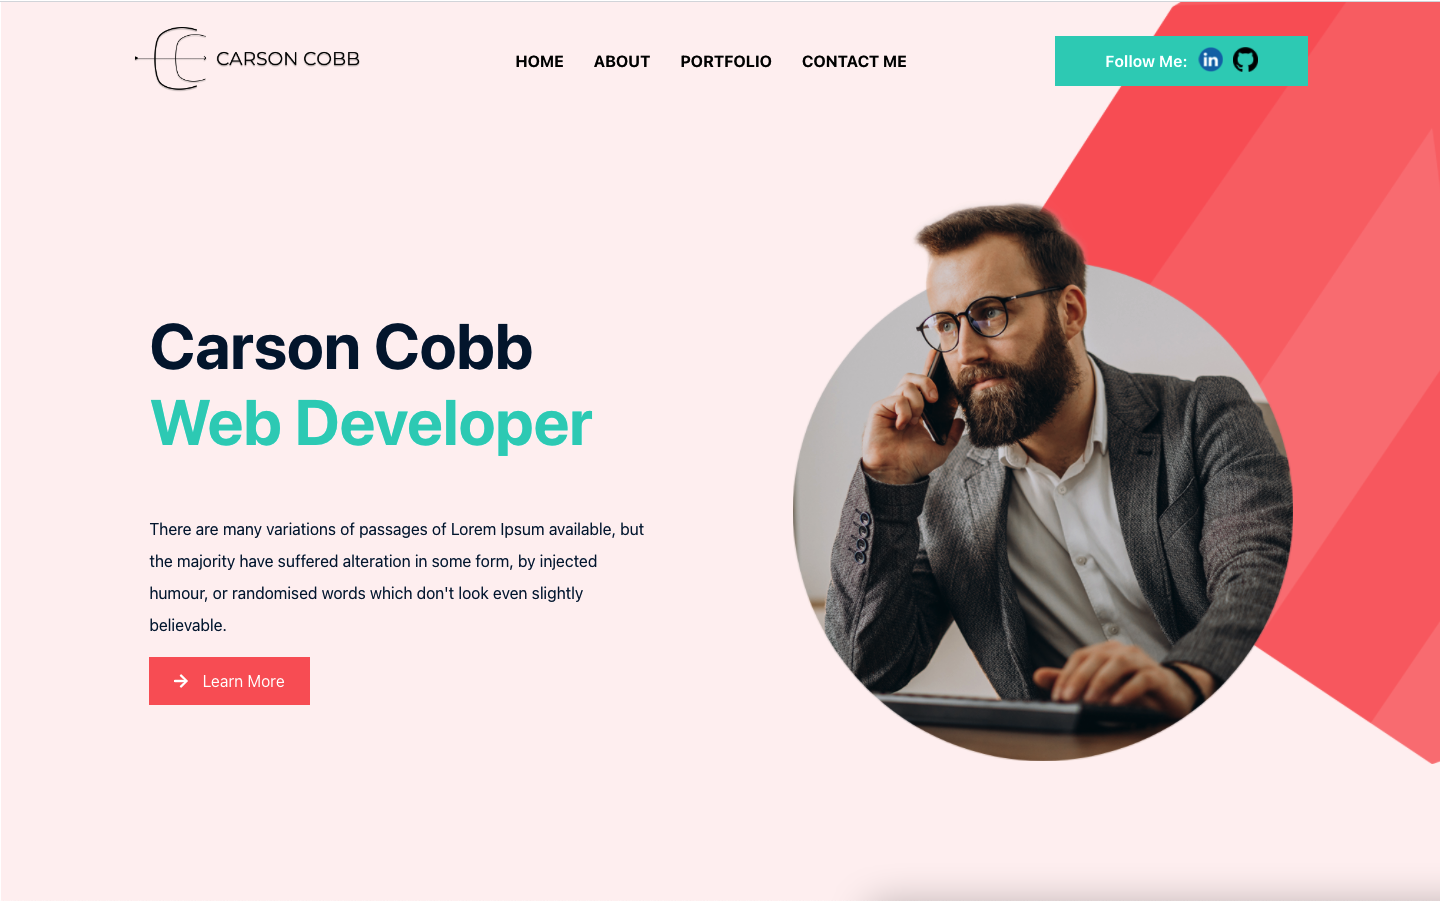 CARSON COBB
HOME ABOUT PORTFOLIO CONTACT ME
Follow Me: in
Carson Cobb
Web Developer
There are many variations of passages of Lorem Ipsum available, but
the majority have suffered alteration in some form, by injected
humour, or randomised words which don't look even slightly
believable.
Learn More